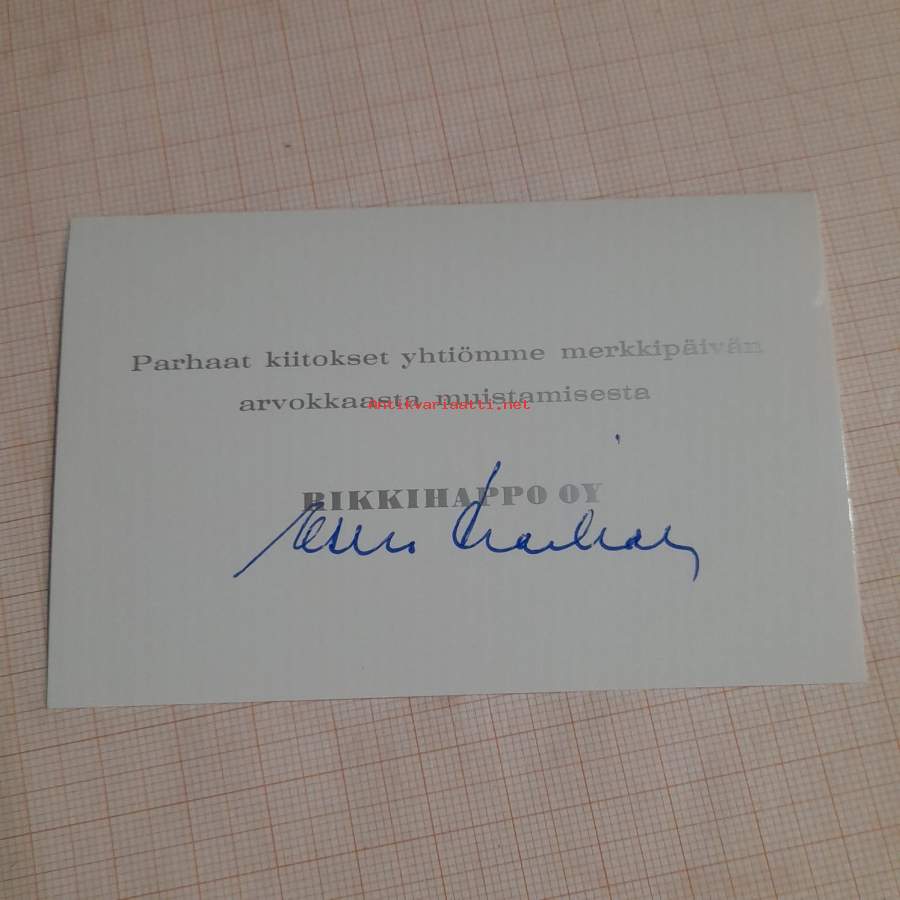 Parhaat kiitokset yhtiömme merkkipäivän
arvokkaasta muistamisesta
Antikvariaatti.net
RIKKIHAPPO OY